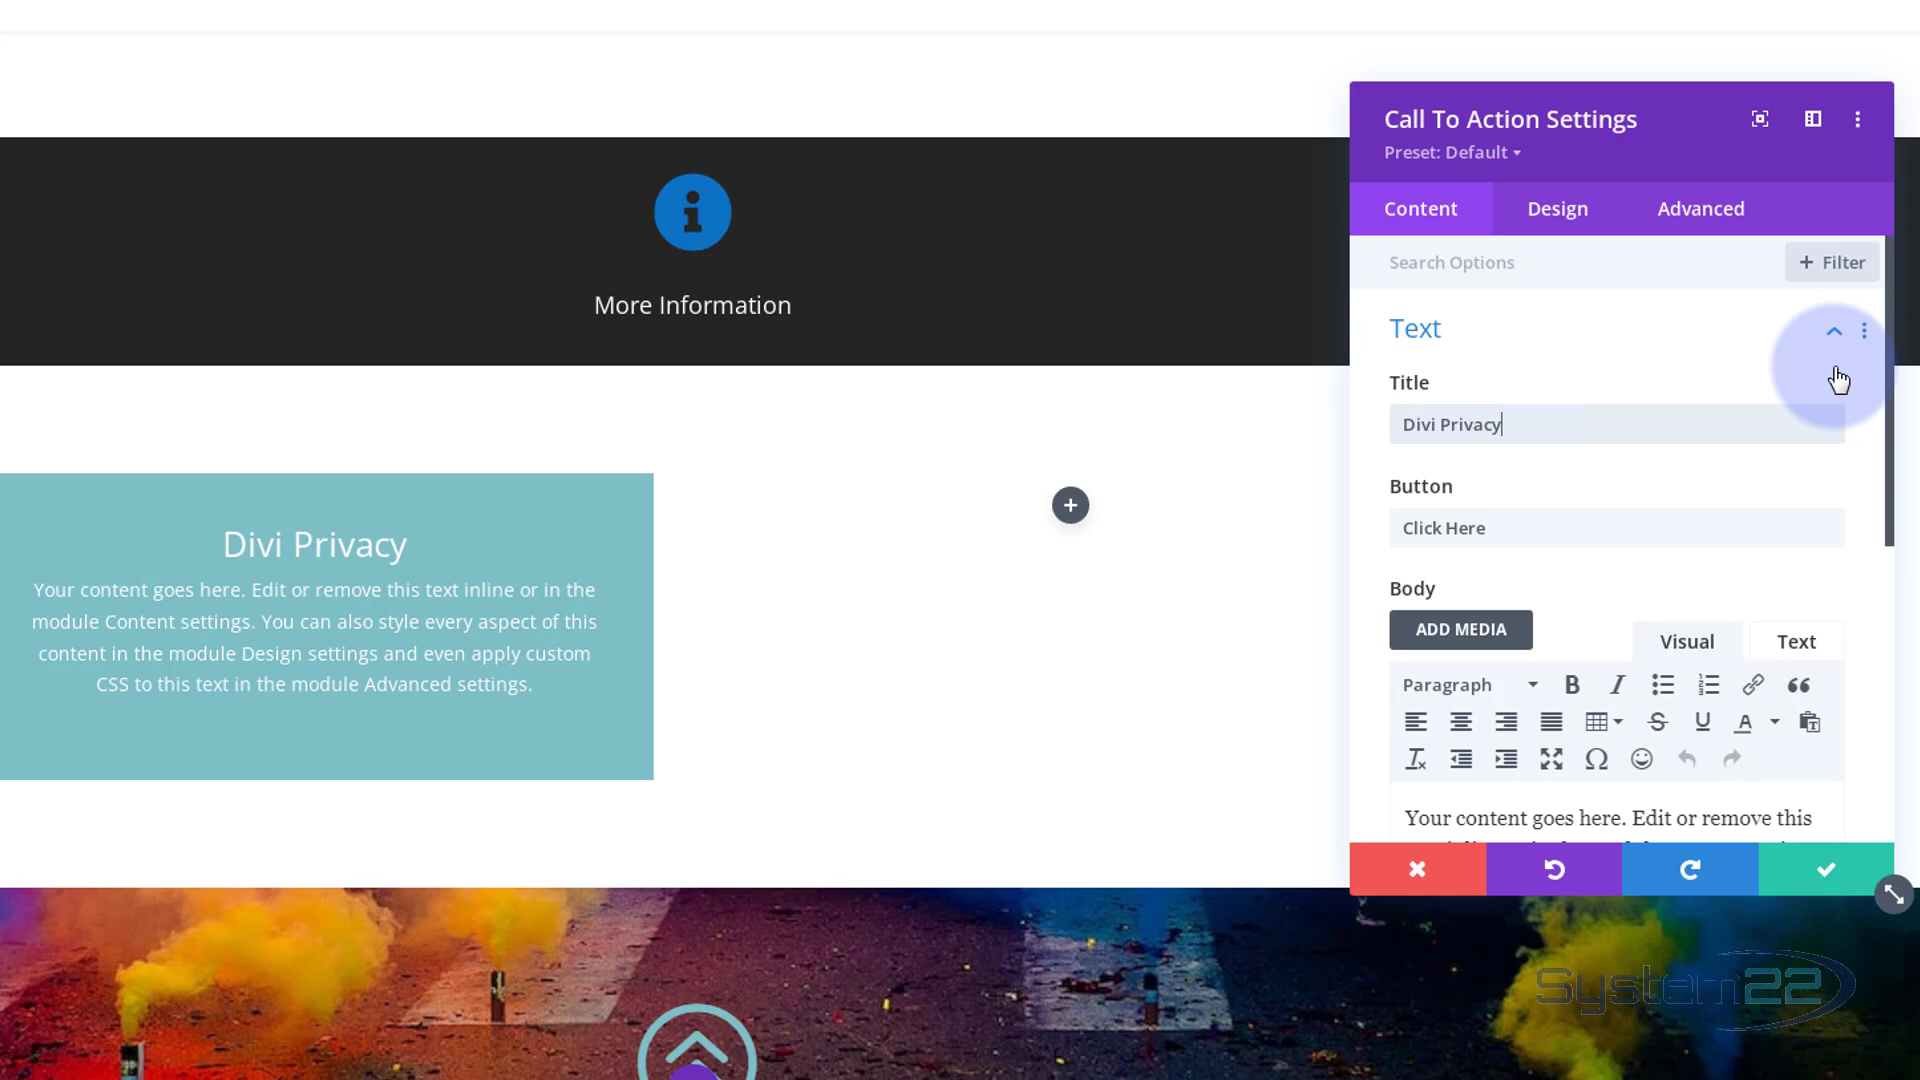 Call To Action Settings
Preset: Default
Content Design Advanced
Search Options
+ Filter
Text
Title
Divi Privacy
Button
Click Here
Body
ADD MEDIA
Visual Text
Paragraph
Your content goes here. Edit or remove this
More Information
Divi Privacy
Your content goes here. Edit or remove this text inline or in the
module Content settings. You can also style every aspect of this
content in the module Design settings and even apply custom
CSS to this text in the module Advanced settings.
System22